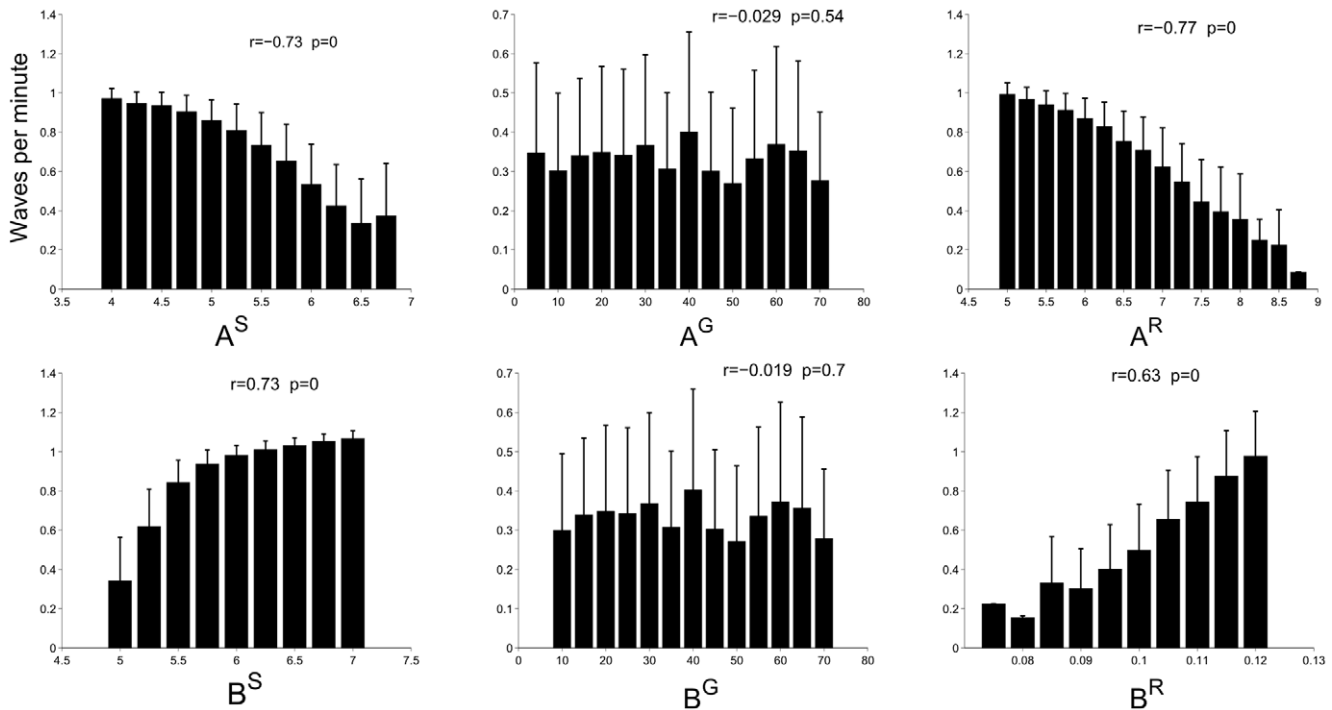 Waves per minute
r=−0.73 p=0
1.4
1.2
1
0.8
0.6
0.4
0.2
0
3.5 4 4.5 5 5.5 6 6.5 7
A^S
r=−0.029 p=0.54
0.7
0.6
0.5
0.4
0.3
0.2
0.1
0
0 10 20 30 40 50 60 70 80
A^G
r=−0.77 p=0
1.4
1.2
1
0.8
0.6
0.4
0.2
0
4.5 5 5.5 6 6.5 7 7.5 8 8.5 9
A^R
r=0.73 p=0
1.4
1.2
1
0.8
0.6
0.4
0.2
0
4.5 5 5.5 6 6.5 7 7.5
B^S
r=−0.019 p=0.7
0.7
0.6
0.5
0.4
0.3
0.2
0.1
0
0 10 20 30 40 50 60 70 80
B^G
r=0.63 p=0
1.4
1.2
1
0.8
0.6
0.4
0.2
0
0.08 0.09 0.1 0.11 0.12 0.13
B^R